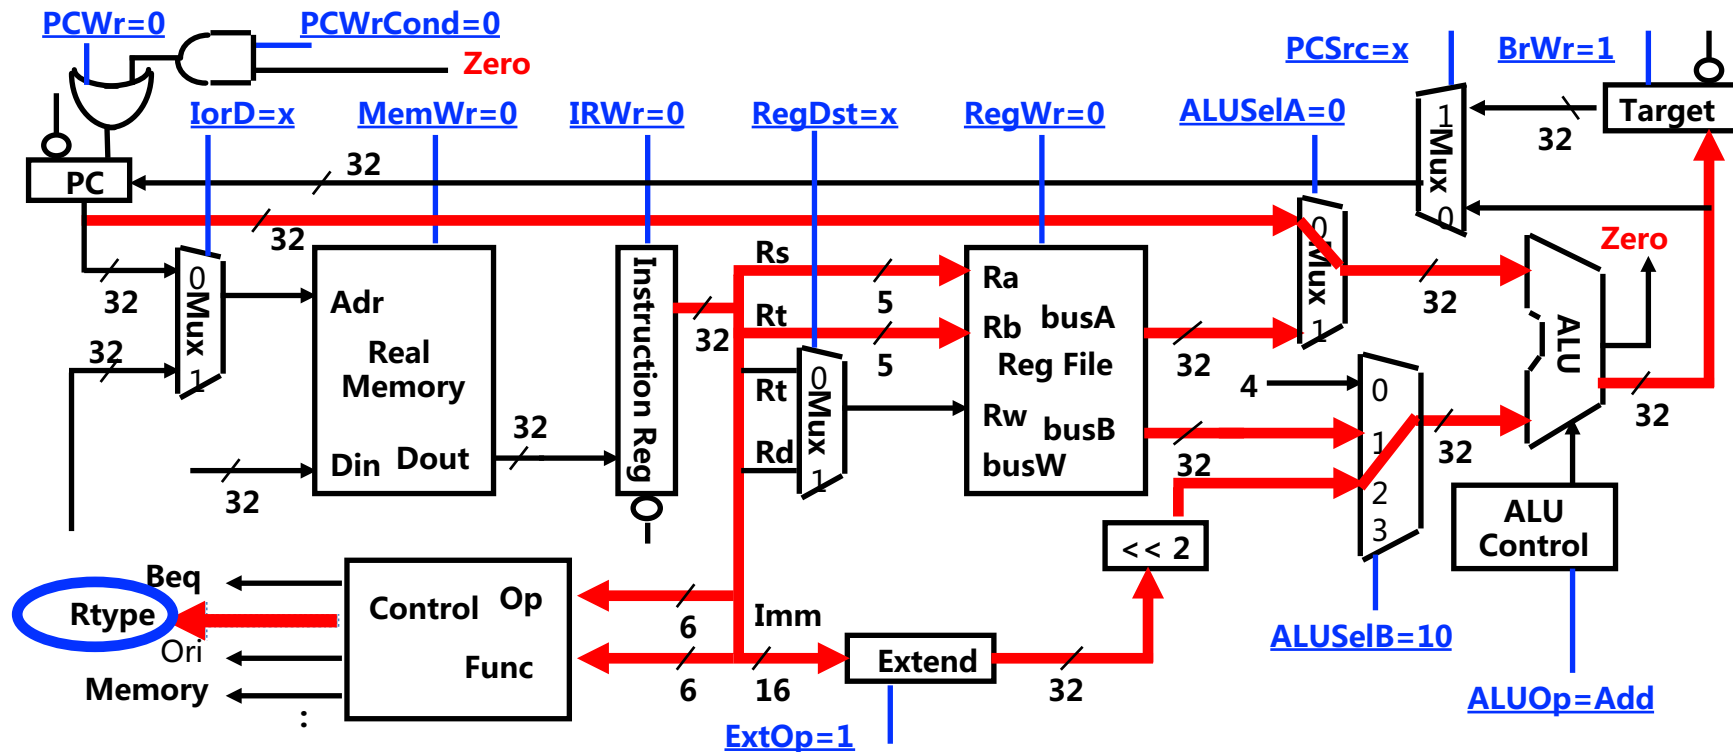 PCWr=0
PCWrCond=0
Zero
PCSrc=x
BrWr=1
IorD=x
MemWr=0
IRWr=0
RegDst=x
RegWr=0
ALUSelA=0
1
Mux
0
Target
32
PC
32
32
0
Mux
1
32
32
Adr
Real
Memory
Din
Dout
32
32
Instruction Reg
32
Rs
5
Rt
5
Rt
Rd
0
Mux
1
Ra
Rb
busA
Reg File
Rw
busB
busW
32
32
0
Mux
1
32
4
0
1
2
3
32
Zero
ALU
32
ALU
Control
<< 2
Beq
Rtype
Ori
Memory
:
Control
Op
Func
6
6
Imm
16
Extend
32
ExtOp=1
ALUSelB=10
ALUOp=Add